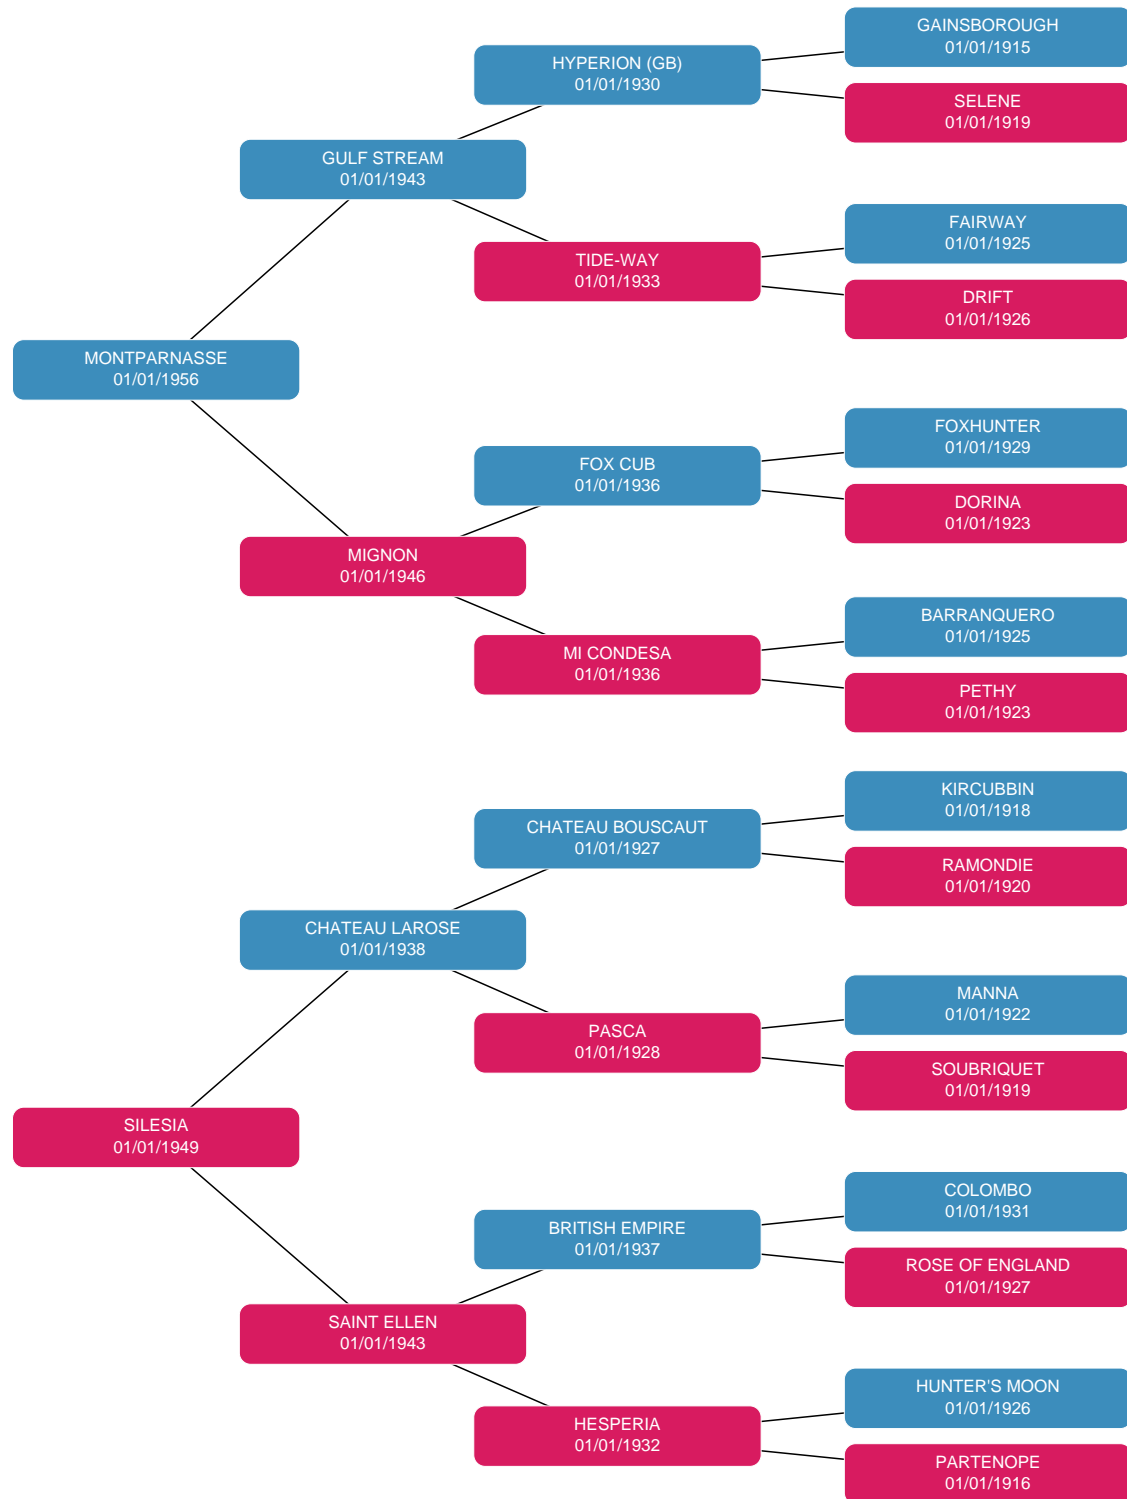 GAINSBOROUGH
01/01/1915
HYPERION (GB)
01/01/1930
SELENE
01/01/1919
GULF STREAM
01/01/1943
FAIRWAY
01/01/1925
TIDE-WAY
01/01/1933
DRIFT
01/01/1926
MONTPARNASSE
01/01/1956
FOXHUNTER
01/01/1929
FOX CUB
01/01/1936
DORINA
01/01/1923
MIGNON
01/01/1946
BARRANQUERO
01/01/1925
MI CONDESA
01/01/1936
PETHY
01/01/1923
KIRCUBBIN
01/01/1918
CHATEAU BOUSCAUT
01/01/1927
RAMONDIE
01/01/1920
CHATEAU LAROSE
01/01/1938
MANNA
01/01/1922
PASCA
01/01/1928
SOUBRIQUET
01/01/1919
SILESIA
01/01/1949
COLOMBO
01/01/1931
BRITISH EMPIRE
01/01/1937
ROSE OF ENGLAND
01/01/1927
SAINT ELLEN
01/01/1943
HUNTER'S MOON
01/01/1926
HESPERIA
01/01/1932
PARTENOPE
01/01/1916